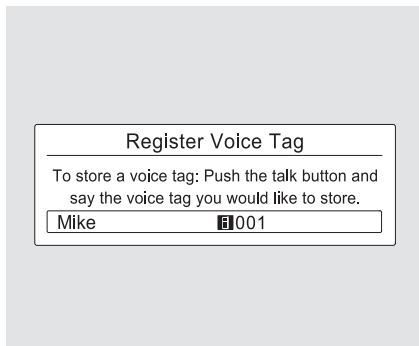 Register Voice Tag
To store a voice tag: Push the talk button and
say the voice tag you would like to store.
Mike 001